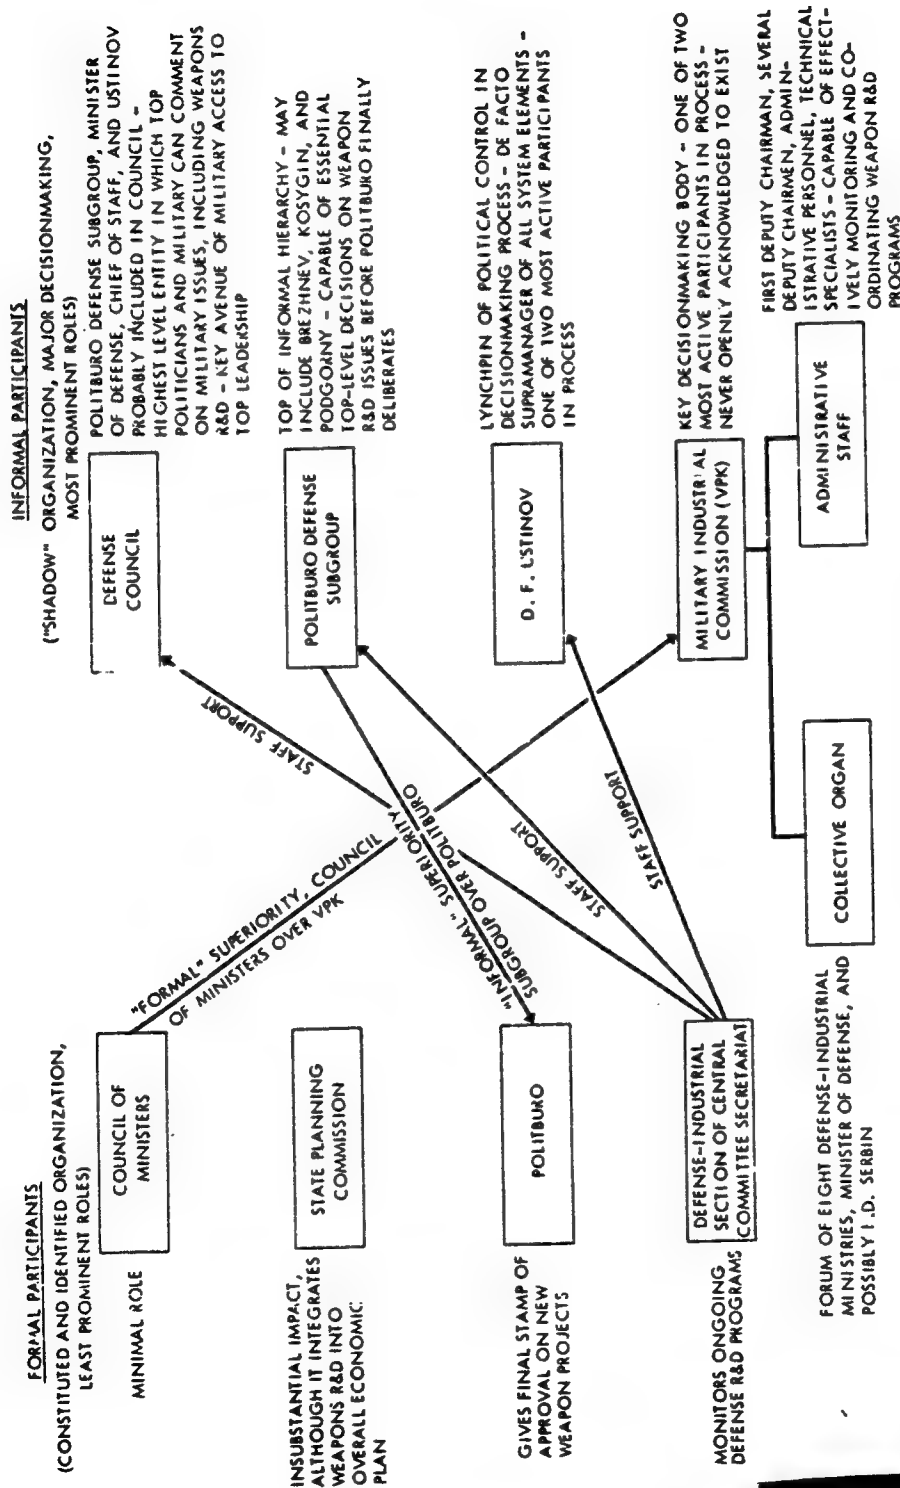 FORMAL PARTICIPANTS
(CONSTITUTED AND IDENTIFIED ORGANIZATION,
LEAST PROMINENT ROLES)
MINIMAL ROLE
COUNCIL OF
MINISTERS
INSUBSTANTIAL IMPACT,
ALTHOUGH IT INTEGRATES
WEAPONS R&D INTO
OVERALL ECONOMIC
PLAN
STATE PLANNING
COMMISSION
GIVES FINAL STAMP OF
APPROVAL ON NEW
WEAPON PROJECTS
POLITBURO
MONITORS ONGOING
DEFENSE R&D PROGRAMS
DEFENSE-INDUSTRIAL
SECTION OF CENTRAL
COMMITTEE SECRETARIAT
"FORMAL" SUPERIORITY, COUNCIL
OF MINISTERS OVER VPK
STAFF SUPPORT
"INFORMAL" SUPERIORITY
SUBGROUP OVER POLITBURO
STAFF SUPPORT
STAFF SUPPORT
INFORMAL PARTICIPANTS
("SHADOW" ORGANIZATION, MAJOR DECISIONMAKING,
MOST PROMINENT ROLES)
DEFENSE
COUNCIL
POLITBURO DEFENSE SUBGROUP, MINISTER
OF DEFENSE, CHIEF OF STAFF, AND USTINOV
PROBABLY INCLUDED IN COUNCIL -
HIGHEST LEVEL ENTITY IN WHICH TOP
POLITICIANS AND MILITARY CAN COMMENT
ON MILITARY ISSUES, INCLUDING WEAPONS
R&D - KEY AVENUE OF MILITARY ACCESS TO
TOP LEADERSHIP
POLITBURO DEFENSE
SUBGROUP
TOP OF INFORMAL HIERARCHY - MAY
INCLUDE BREZHNEV, KOSYGIN, AND
PODGORNY - CAPABLE OF ESSENTIAL
TOP-LEVEL DECISIONS ON WEAPON
R&D ISSUES BEFORE POLITBURO FINALLY
DELIBERATES
D. F. USTINOV
LYNCHPIN OF POLITICAL CONTROL IN
DECISIONMAKING PROCESS - DE FACTO
SUPRAMANAGER OF ALL SYSTEM ELEMENTS -
ONE OF TWO MOST ACTIVE PARTICIPANTS
IN PROCESS
MILITARY INDUSTRIAL
COMMISSION (VPK)
KEY DECISIONMAKING BODY - ONE OF TWO
MOST ACTIVE PARTICIPANTS IN PROCESS -
NEVER OPENLY ACKNOWLEDGED TO EXIST
FORUM OF EIGHT DEFENSE-INDUSTRIAL
MINISTRIES, MINISTER OF DEFENSE, AND
POSSIBLY I.D. SERBIN
COLLECTIVE ORGAN
ADMINISTRATIVE
STAFF
FIRST DEPUTY CHAIRMAN, SEVERAL
DEPUTY CHAIRMEN, ADMIN-
ISTRATIVE PERSONNEL, TECHNICAL
SPECIALISTS - CAPABLE OF EFFECT-
IVELY MONITORING AND CO-
ORDINATING WEAPON R&D
PROGRAMS